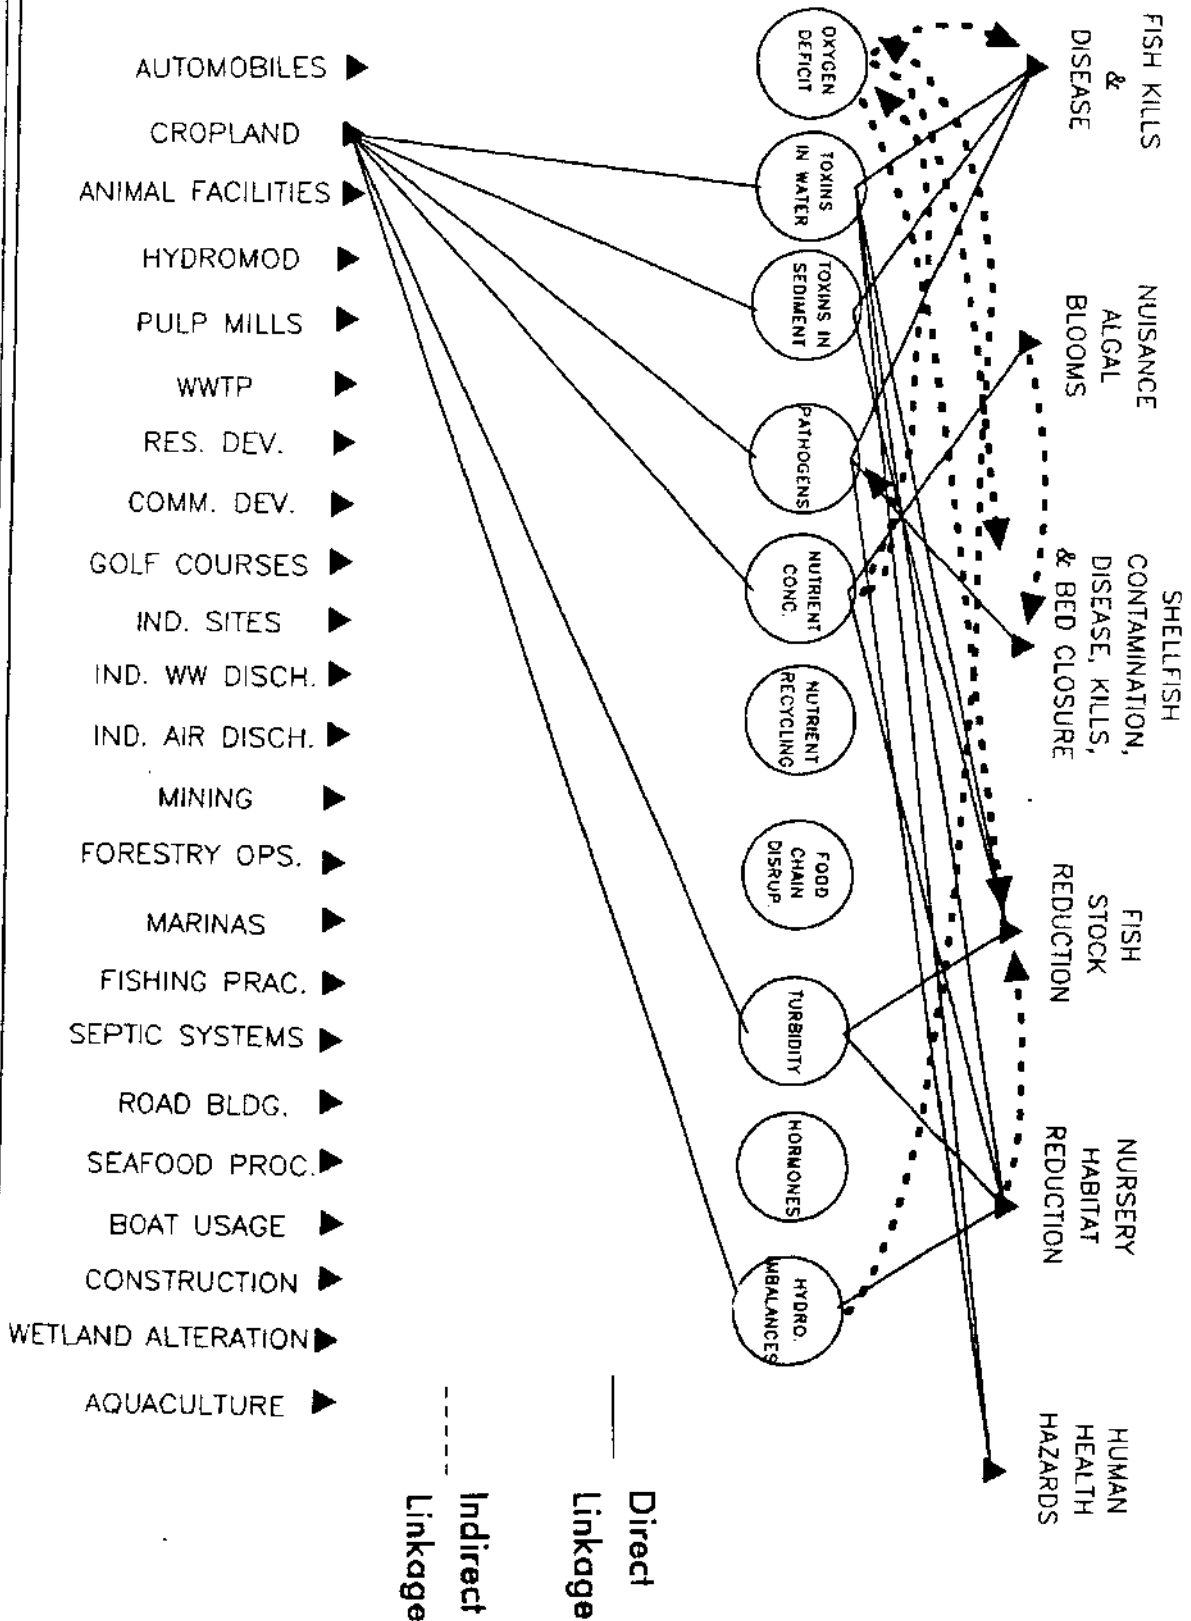 AUTOMOBILES
CROPLAND
ANIMAL FACILITIES
HYDROMOD
PULP MILLS
WWTP
RES. DEV.
COMM. DEV.
GOLF COURSES
IND. SITES
IND. WW DISCH.
IND. AIR DISCH.
MINING
FORESTRY OPS.
MARINAS
FISHING PRAC.
SEPTIC SYSTEMS
ROAD BLDG.
SEAFOOD PROC.
BOAT USAGE
CONSTRUCTION
WETLAND ALTERATION
AQUACULTURE
OXYGEN
DEFICIT
TOXINS
IN WATER
TOXINS IN
SEDIMENT
PATHOGENS
NUTRIENT
CONC.
NUTRIENT
RECYCLING
FOOD
CHAIN
DISRUP.
TURBIDITY
HORMONES
HYDRO.
IMBALANCES
FISH KILLS
&
DISEASE
NUISANCE
ALGAL
BLOOMS
SHELLFISH
CONTAMINATION,
DISEASE, KILLS,
& BED CLOSURE
FISH
STOCK
REDUCTION
NURSERY
HABITAT
REDUCTION
HUMAN
HEALTH
HAZARDS
Direct
Linkage
Indirect
Linkage